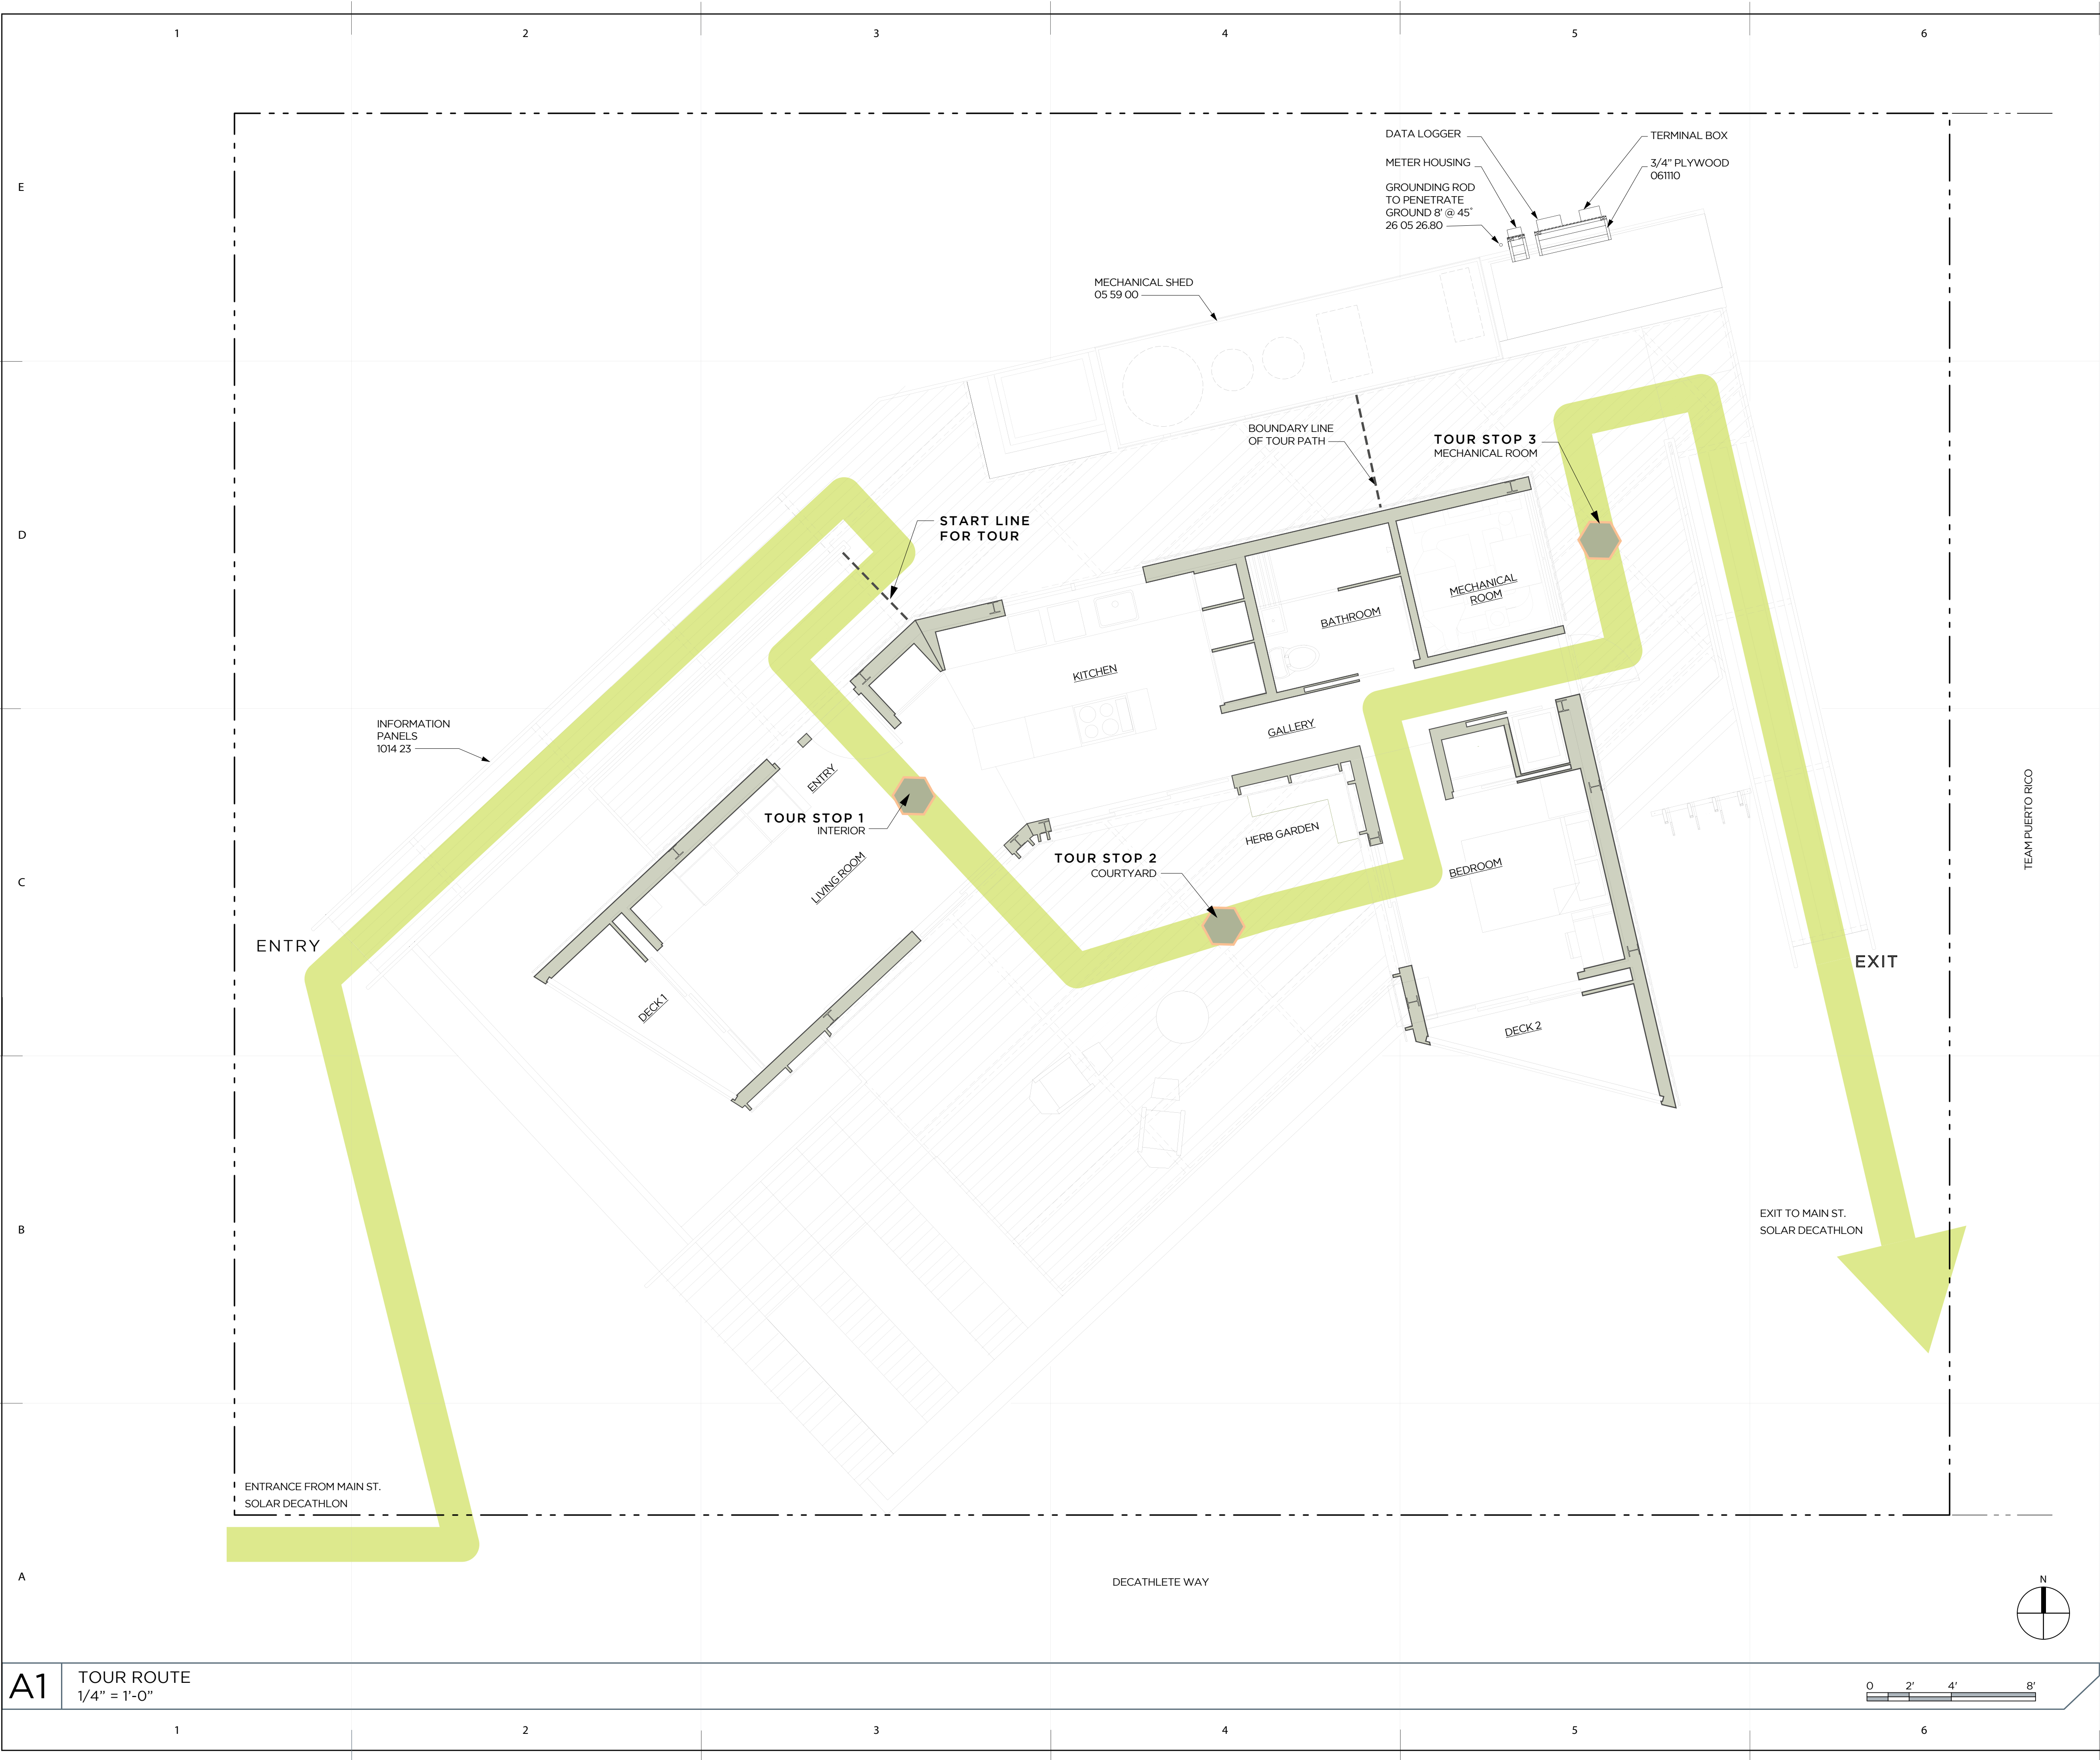 1 2 3 4 5 6
E
DATA LOGGER
TERMINAL BOX
METER HOUSING
3/4" PLYWOOD
061110
GROUNDING ROD
TO PENETRATE
GROUND 8' @ 45°
26 05 26.80
MECHANICAL SHED
05 59 00
BOUNDARY LINE
OF TOUR PATH
TOUR STOP 3
MECHANICAL ROOM
D
START LINE
FOR TOUR
MECHANICAL
ROOM
BATHROOM
KITCHEN
INFORMATION
PANELS
1014 23
GALLERY
ENTRY
TOUR STOP 1
INTERIOR
HERB GARDEN
TEAM PUERTO RICO
TOUR STOP 2
COURTYARD
BEDROOM
C
LIVING ROOM
ENTRY
EXIT
DECK 1
DECK 2
B
EXIT TO MAIN ST.
SOLAR DECATHLON
ENTRANCE FROM MAIN ST.
SOLAR DECATHLON
A
DECATHLETE WAY
N
A1
TOUR ROUTE
1/4" = 1'-0"
0 2' 4' 8'
1 2 3 4 5 6